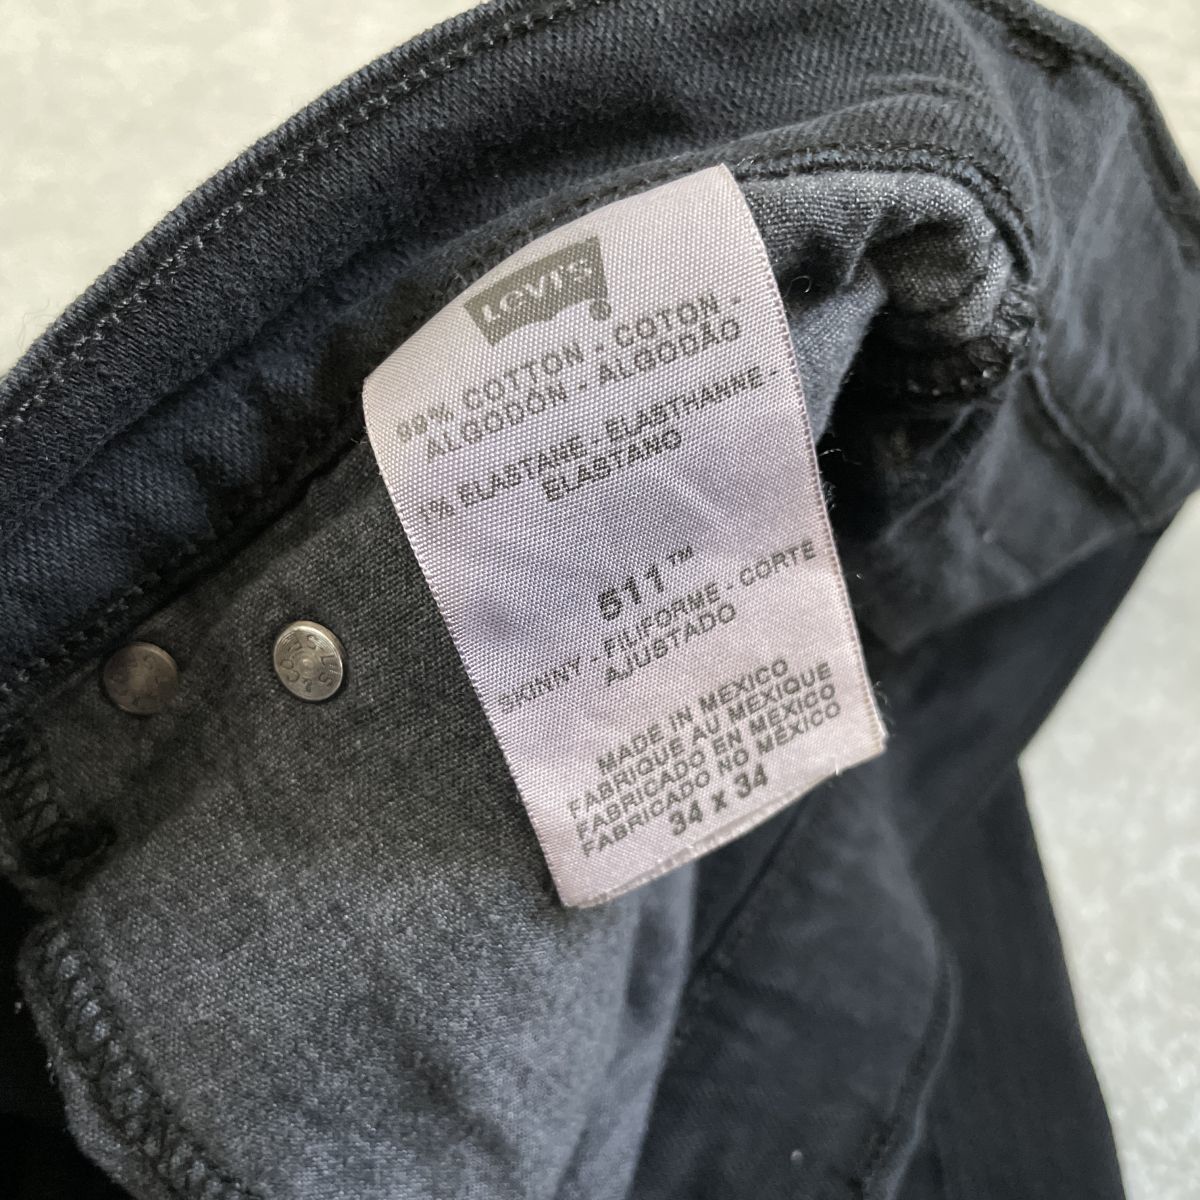 LEVI'S ®
99% COTTON - COTON -
ALGODÓN - ALGODÃO
1% ELASTANE - ELASTHANNE -
ELASTANO
511™
SKINNY - FILIFORME - CORTE
AJUSTADO
MADE IN MEXICO
FABRIQUE AU MEXIQUE
FABRICADO EN MEXICO
FABRICADO NO MÉXICO
34 x 34